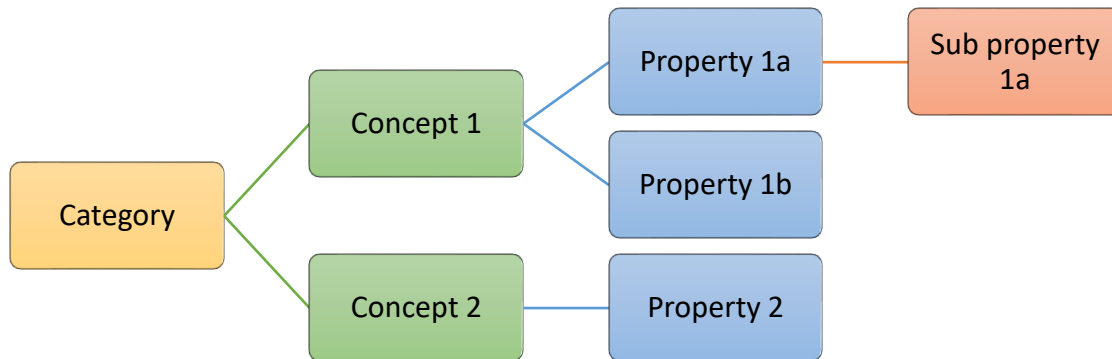 Category
Concept 1
Concept 2
Property 1a
Property 1b
Property 2
Sub property
1a